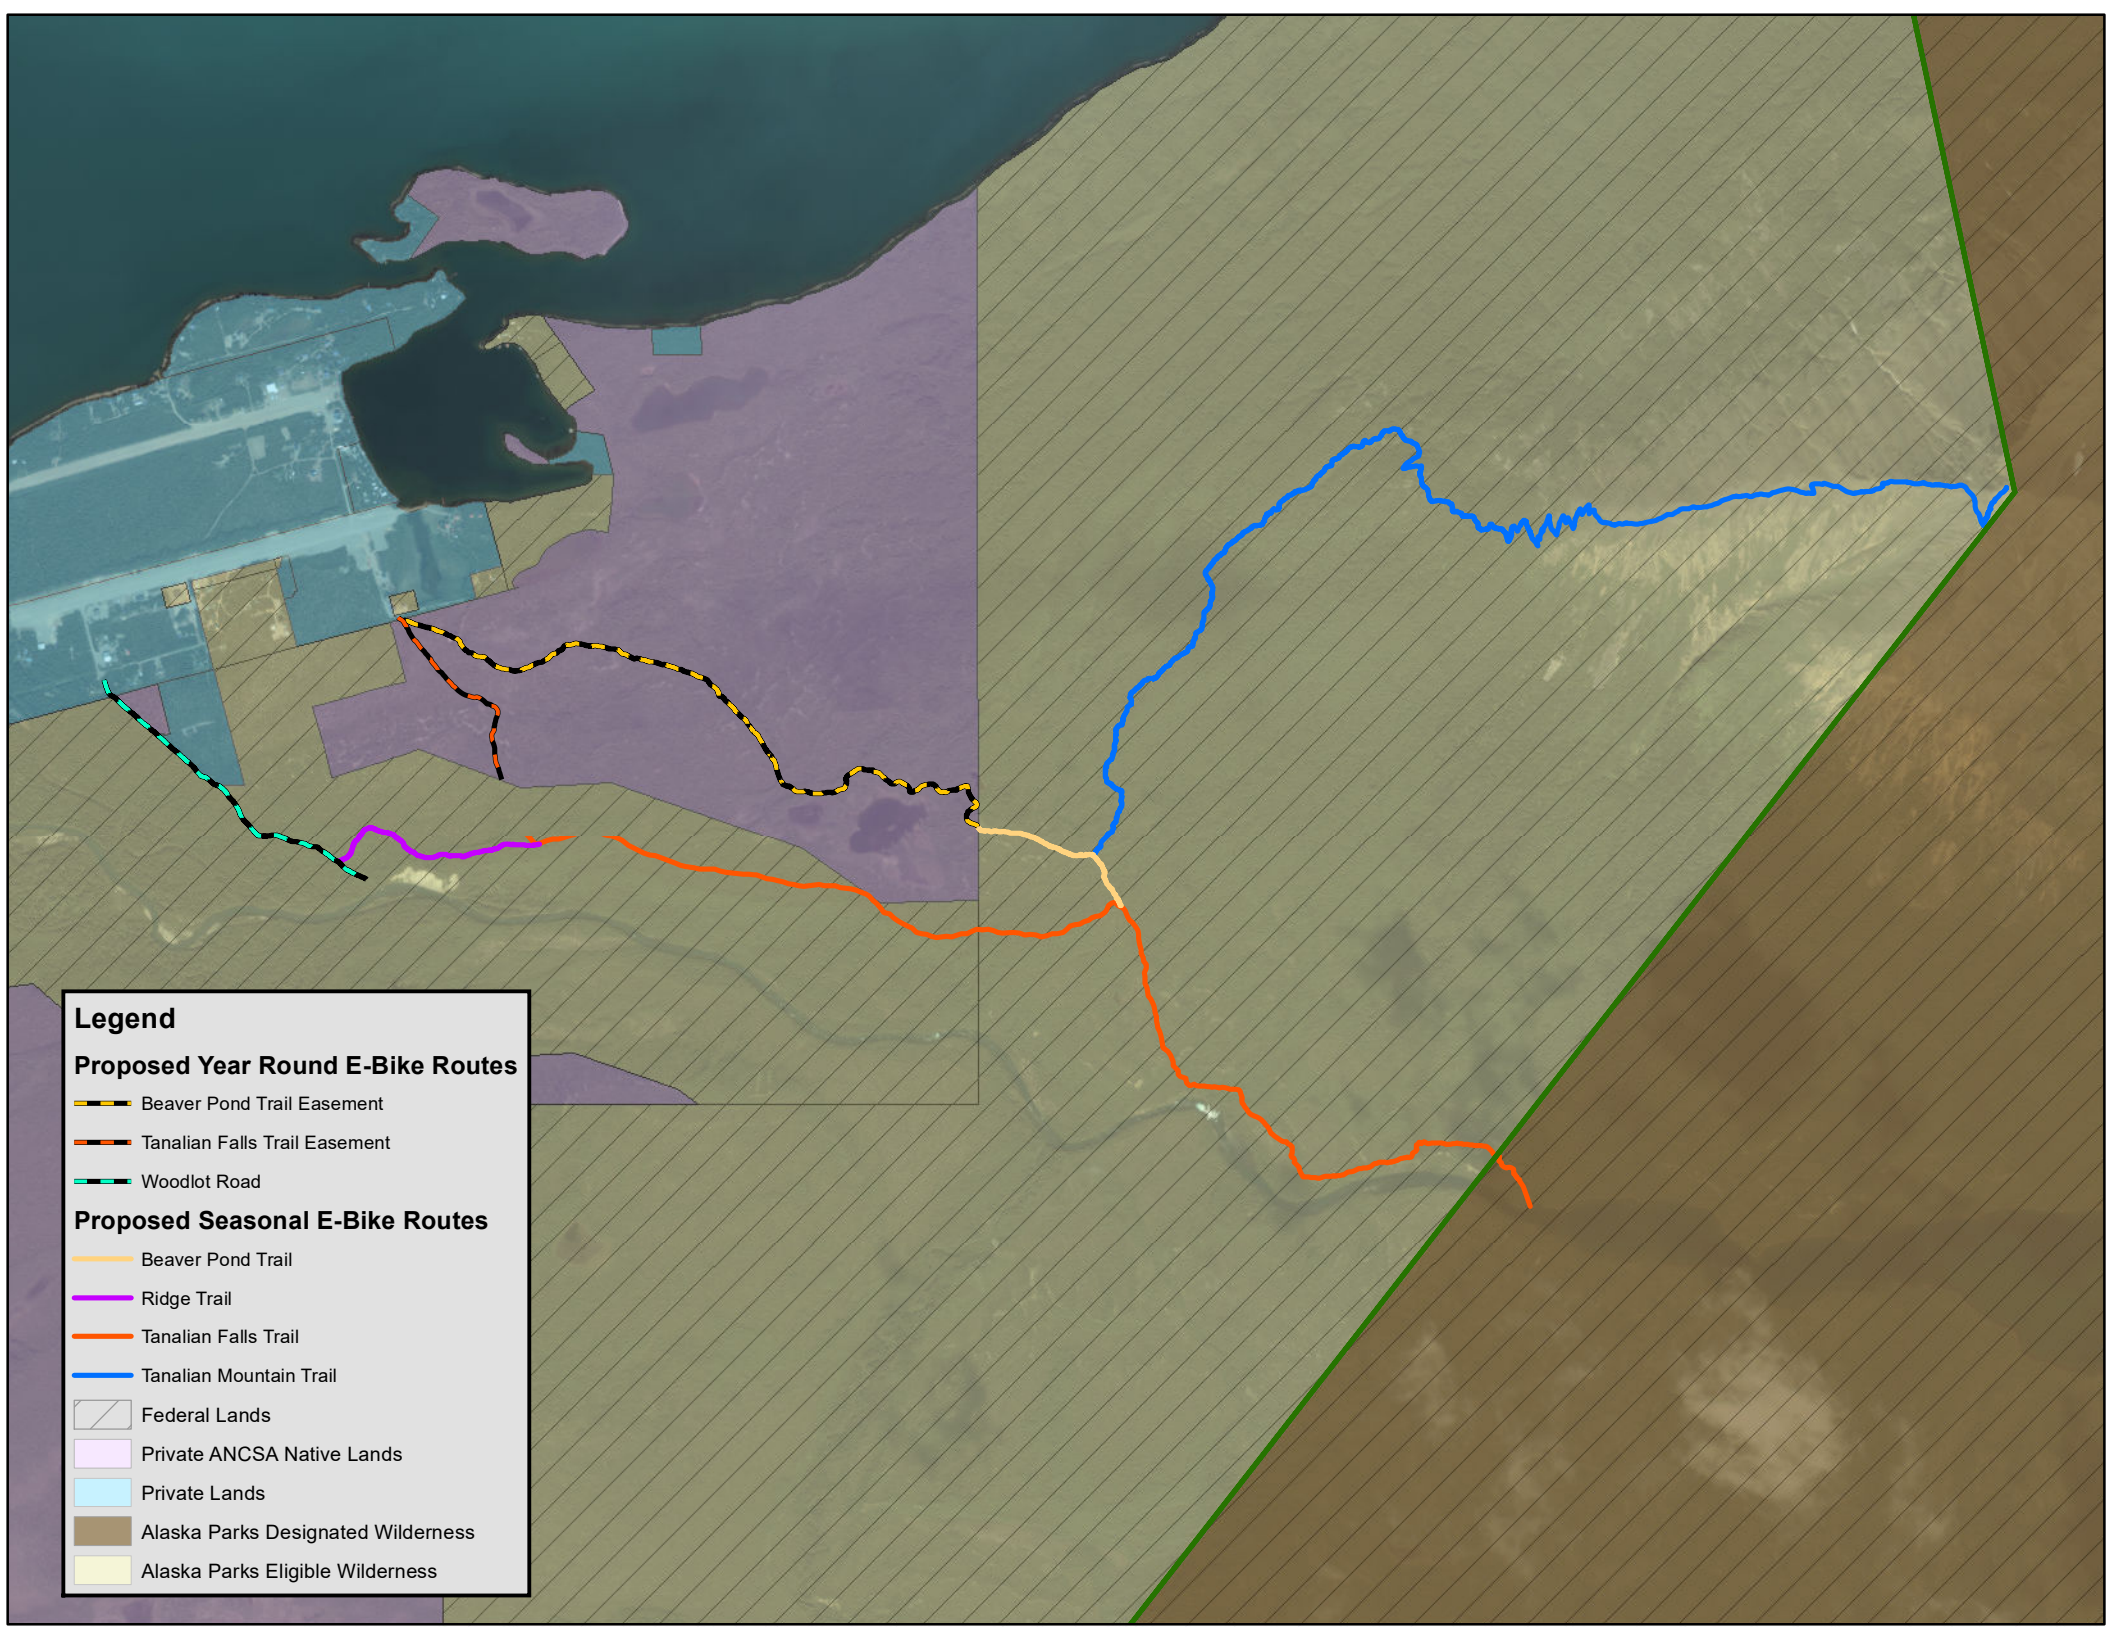 Legend
Proposed Year Round E-Bike Routes
Beaver Pond Trail Easement
Tanalian Falls Trail Easement
Woodlot Road
Proposed Seasonal E-Bike Routes
Beaver Pond Trail
Ridge Trail
Tanalian Falls Trail
Tanalian Mountain Trail
Federal Lands
Private ANCSA Native Lands
Private Lands
Alaska Parks Designated Wilderness
Alaska Parks Eligible Wilderness